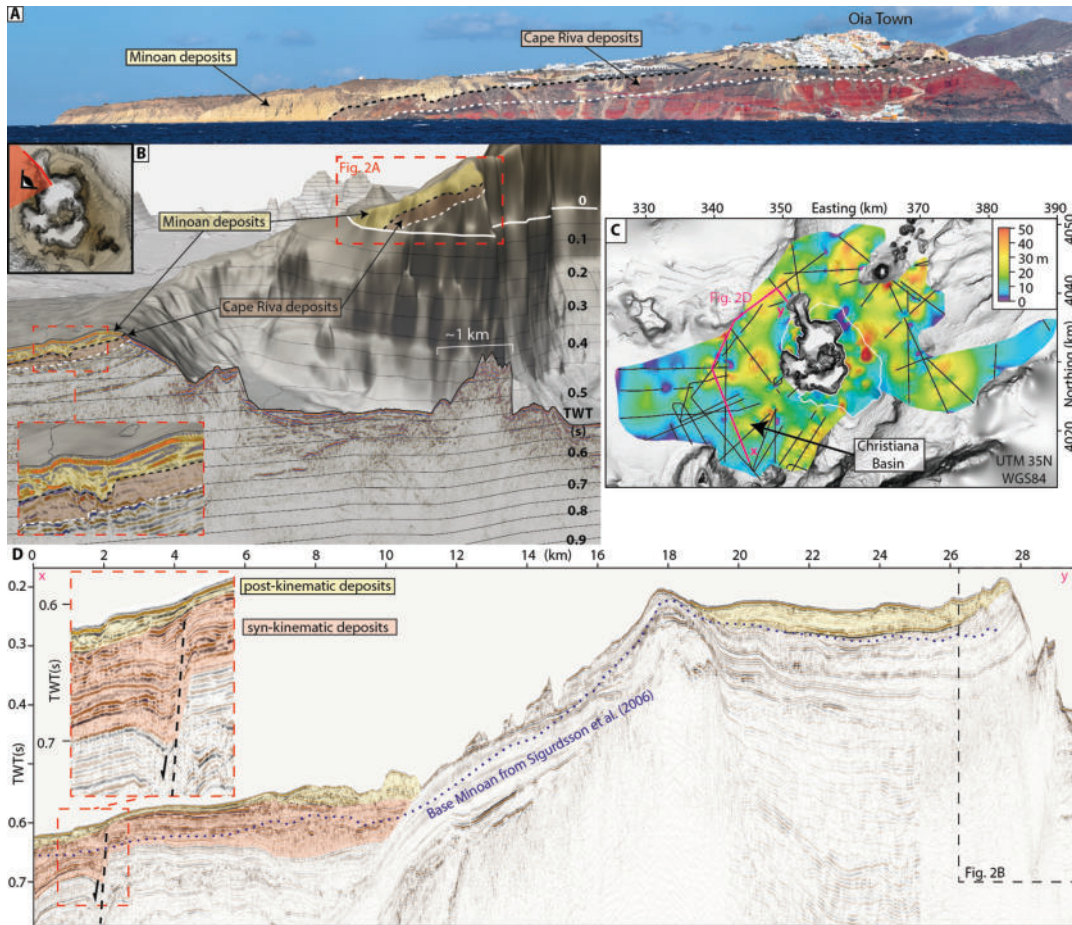 A
Oia Town
Cape Riva deposits
Minoan deposits
B
Fig. 2A
Minoan deposits
0
0.1
0.2
Cape Riva deposits
0.3
~1 km
0.4
0.5
TWT
(s)
0.6
0.7
0.8
0.9
330 340 350 Easting (km) 370 380 390
C
50
40
30 m
20
10
0
4050
4040
Northing (km)
4020
Fig. 2D
y
x
Christiana
Basin
UTM 35N
WGS84
D
0 2 4 6 8 10 12 14 (km) 16 18 20 22 24 26 28
x
y
0.2
0.3
0.4
TWT(s)
0.6
0.7
0.6
TWT(s)
0.7
post-kinematic deposits
syn-kinematic deposits
Base Minoan from Sigurdsson et al. (2006)
Fig. 2B